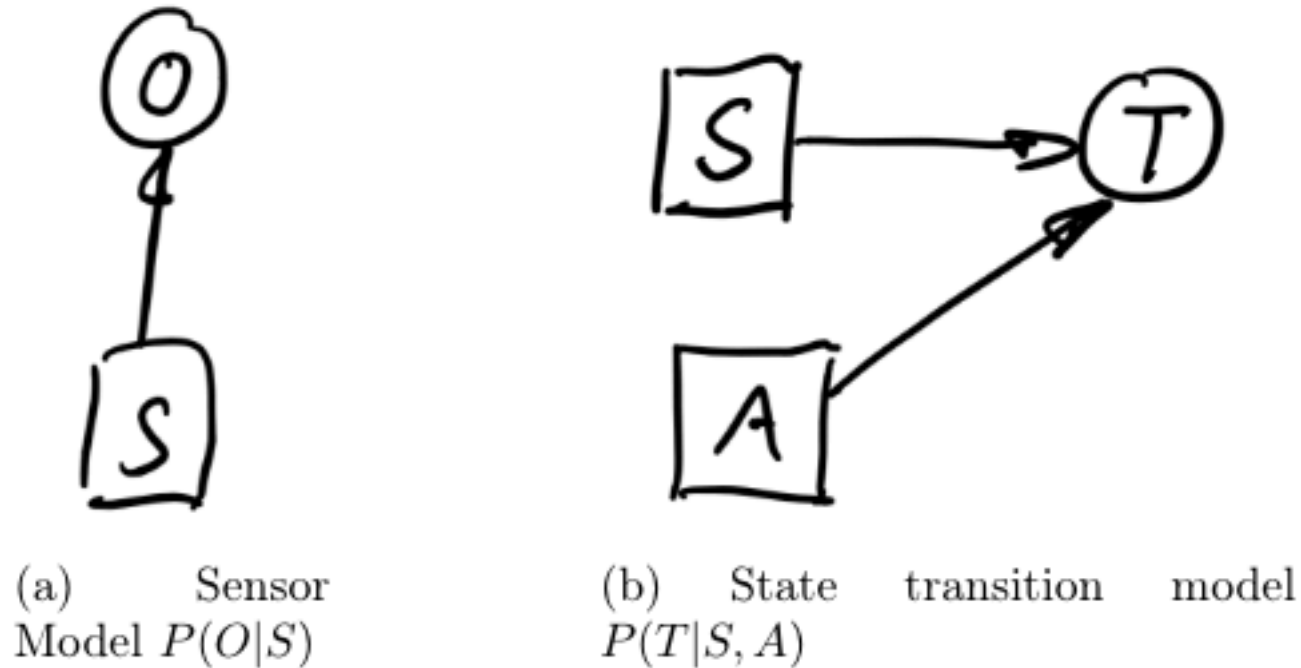 O
S
(a) Sensor
Model P(O|S)
S
T
A
(b) State transition model
P(T|S, A)